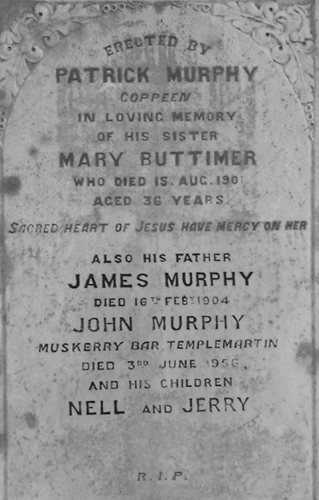 ERECTED BY
PATRICK MURPHY
COPPEEN
IN LOVING MEMORY
OF HIS SISTER
MARY BUTTIMER
WHO DIED 15. AUG. 1901
AGED 36 YEARS.
SACRED HEART OF JESUS HAVE MERCY ON HER
ALSO HIS FATHER
JAMES MURPHY
DIED 16TH FEBY 1904
JOHN MURPHY
MUSKERRY BAR TEMPLEMARTIN
DIED 3RD JUNE
AND HIS CHILDREN
NELL AND JERRY
R.I.P.